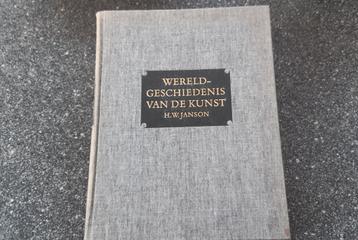 WERELD-
GESCHIEDENIS
VAN DE KUNST
H.W. JANSON